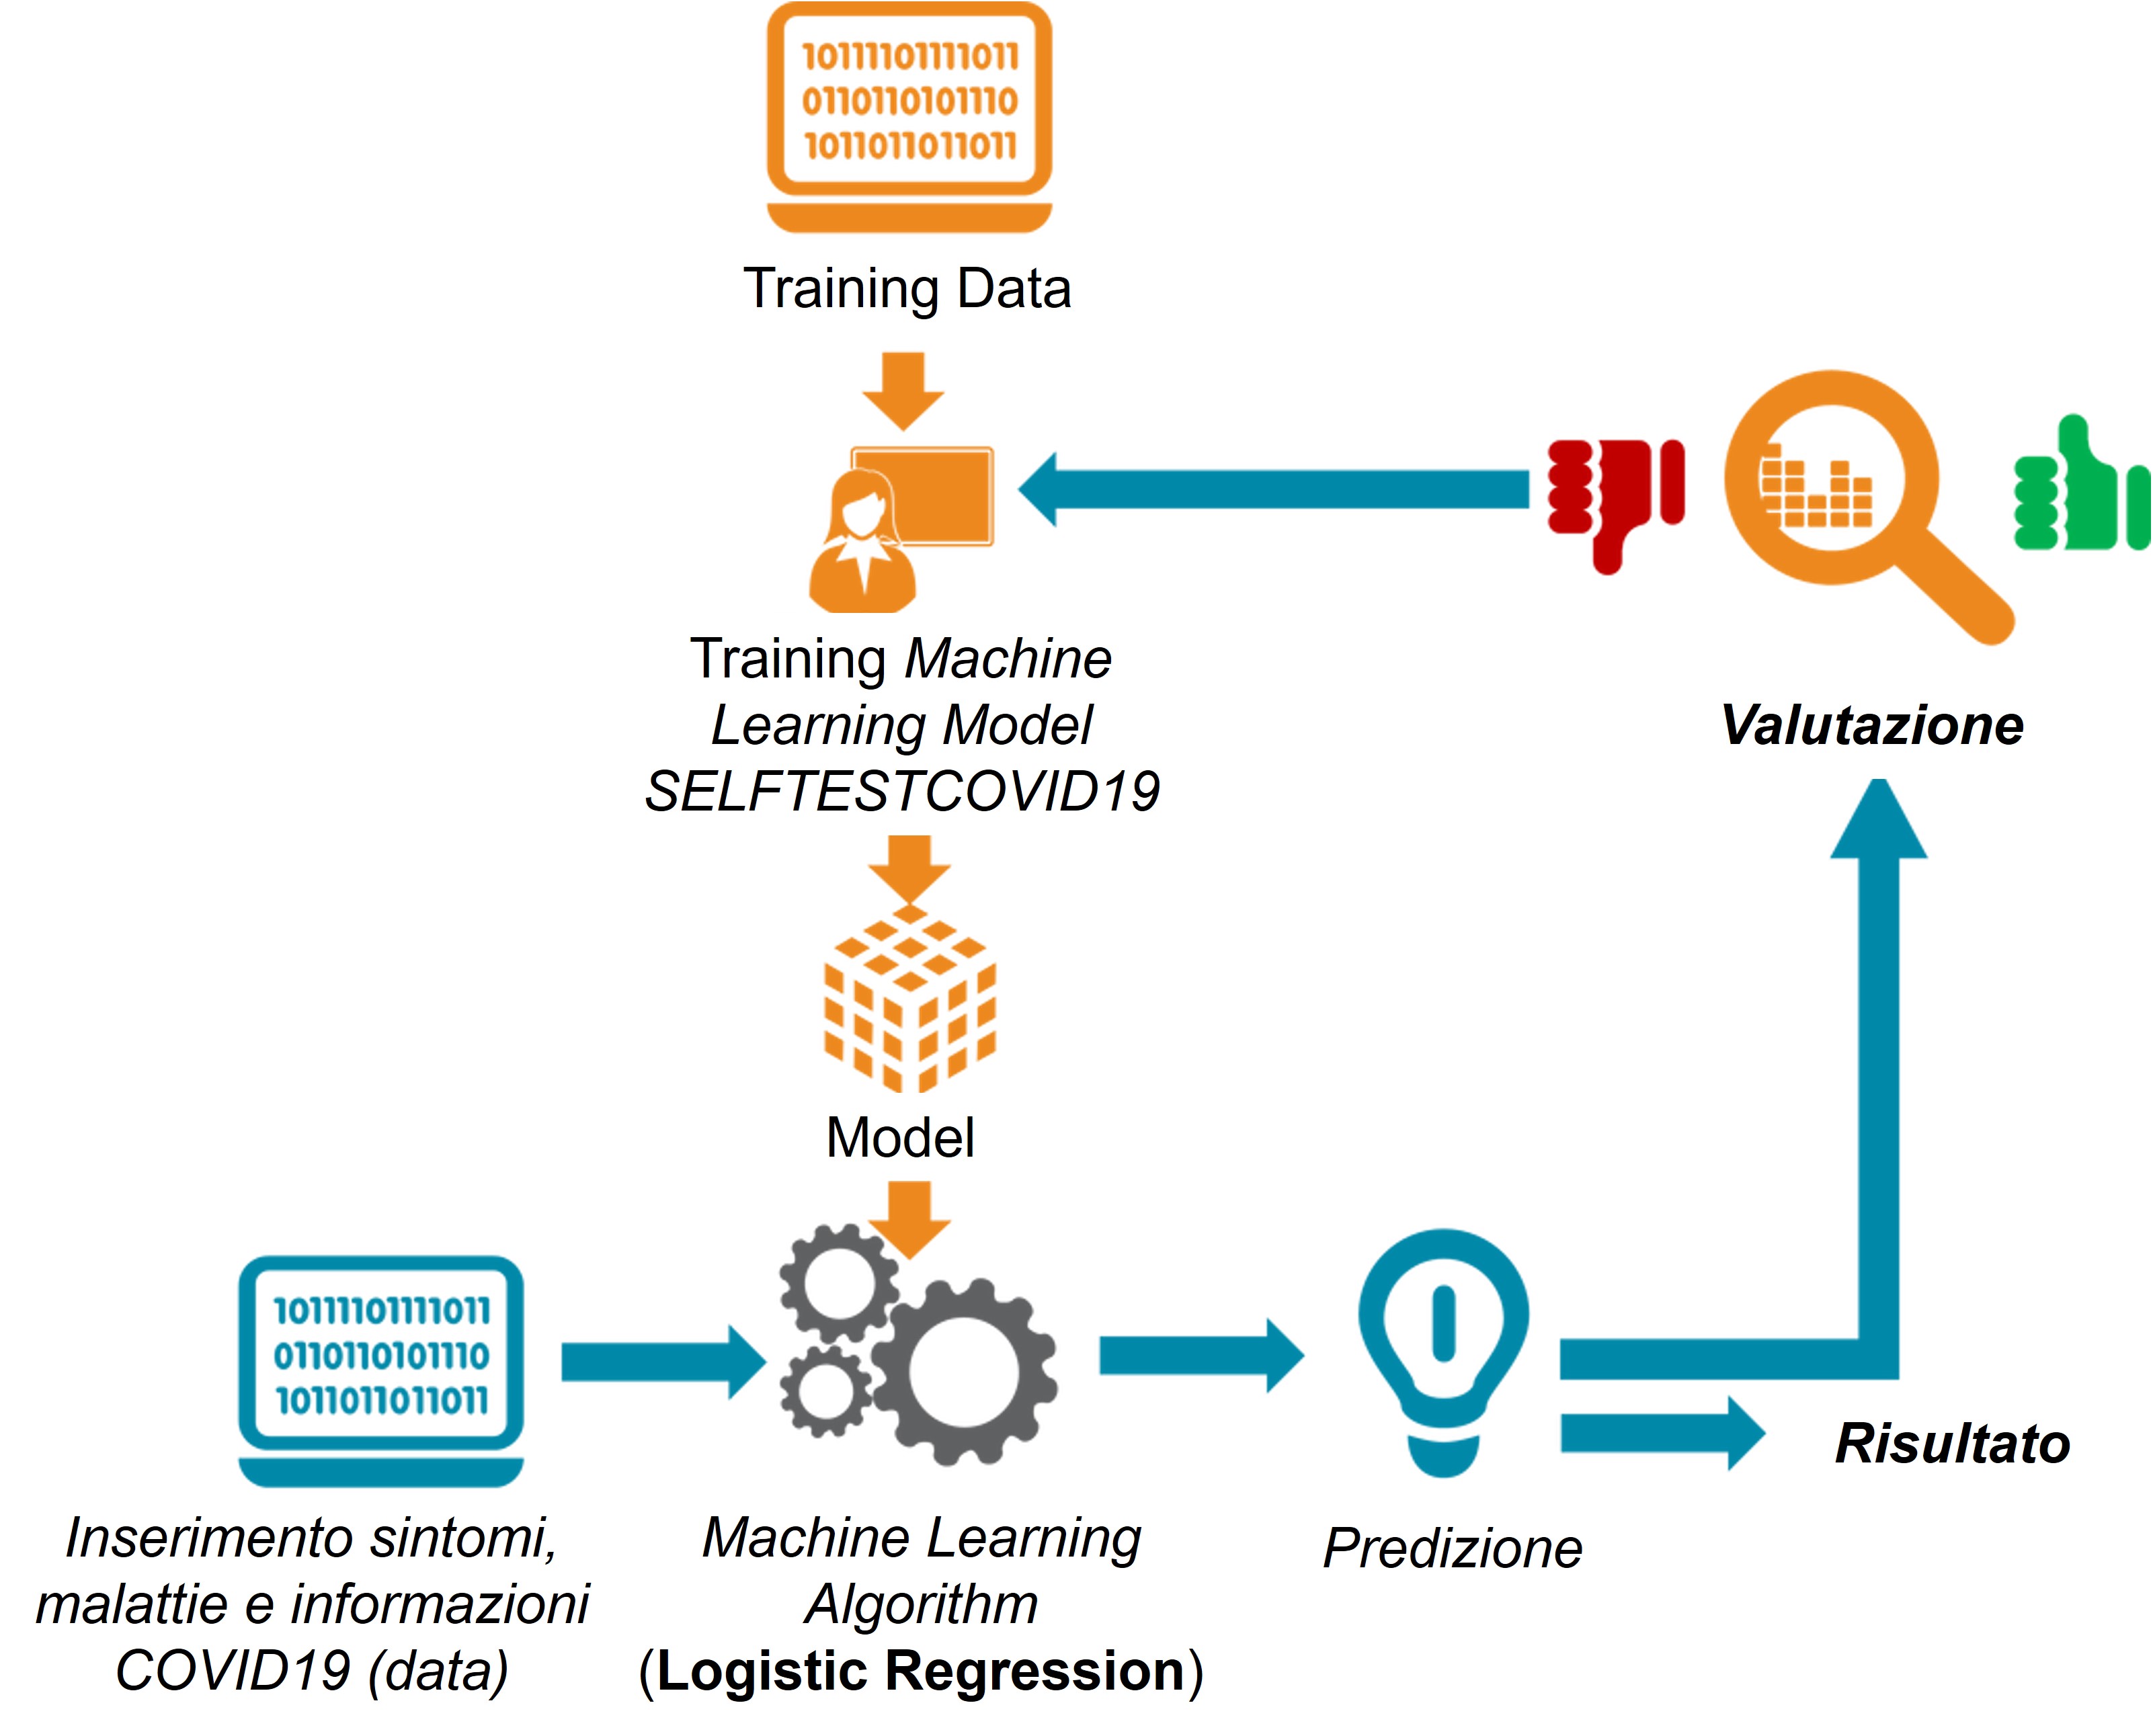 1011110111011
0110110101110
1011011011011
Training Data
Training Machine
Learning Model
SELFTESTCOVID19
Valutazione
Model
1011110111011
0110110101110
1011011011011
Risultato
Inserimento sintomi,
malattie e informazioni
COVID19 (data)
Machine Learning
Algorithm
(Logistic Regression)
Predizione